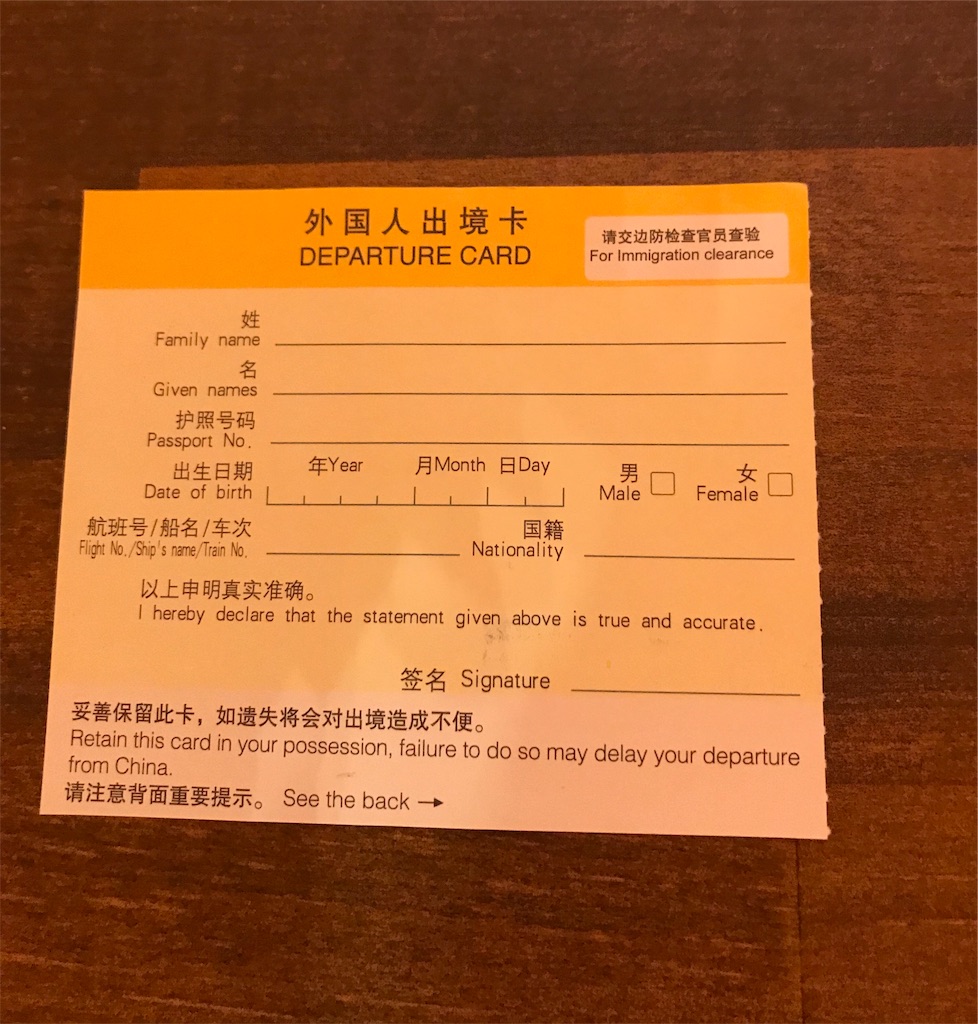 外国人出境卡
DEPARTURE CARD
请交边防检查官员查验
For Immigration clearance
姓
Family name
名
Given names
护照号码
Passport No.
出生日期
Date of birth
年Year 月Month 日Day
男
Male
女
Female
航班号/船名/车次
Flight No./Ship's name/Train No.
国籍
Nationality
以上申明真实准确。
I hereby declare that the statement given above is true and accurate.
签名 Signature
妥善保留此卡，如遗失将会对出境造成不便。
Retain this card in your possession, failure to do so may delay your departure
from China.
请注意背面重要提示。 See the back →